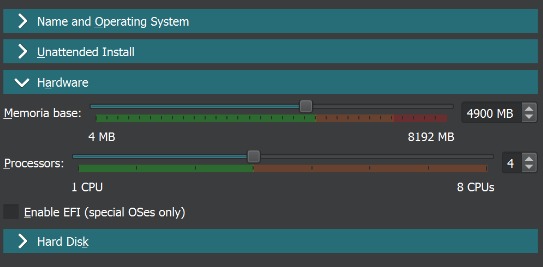 Name and Operating System
Unattended Install
Hardware
Memoria base:
4900 MB
4 MB
8192 MB
Processors:
4
1 CPU
8 CPUs
Enable EFI (special OSes only)
Hard Disk